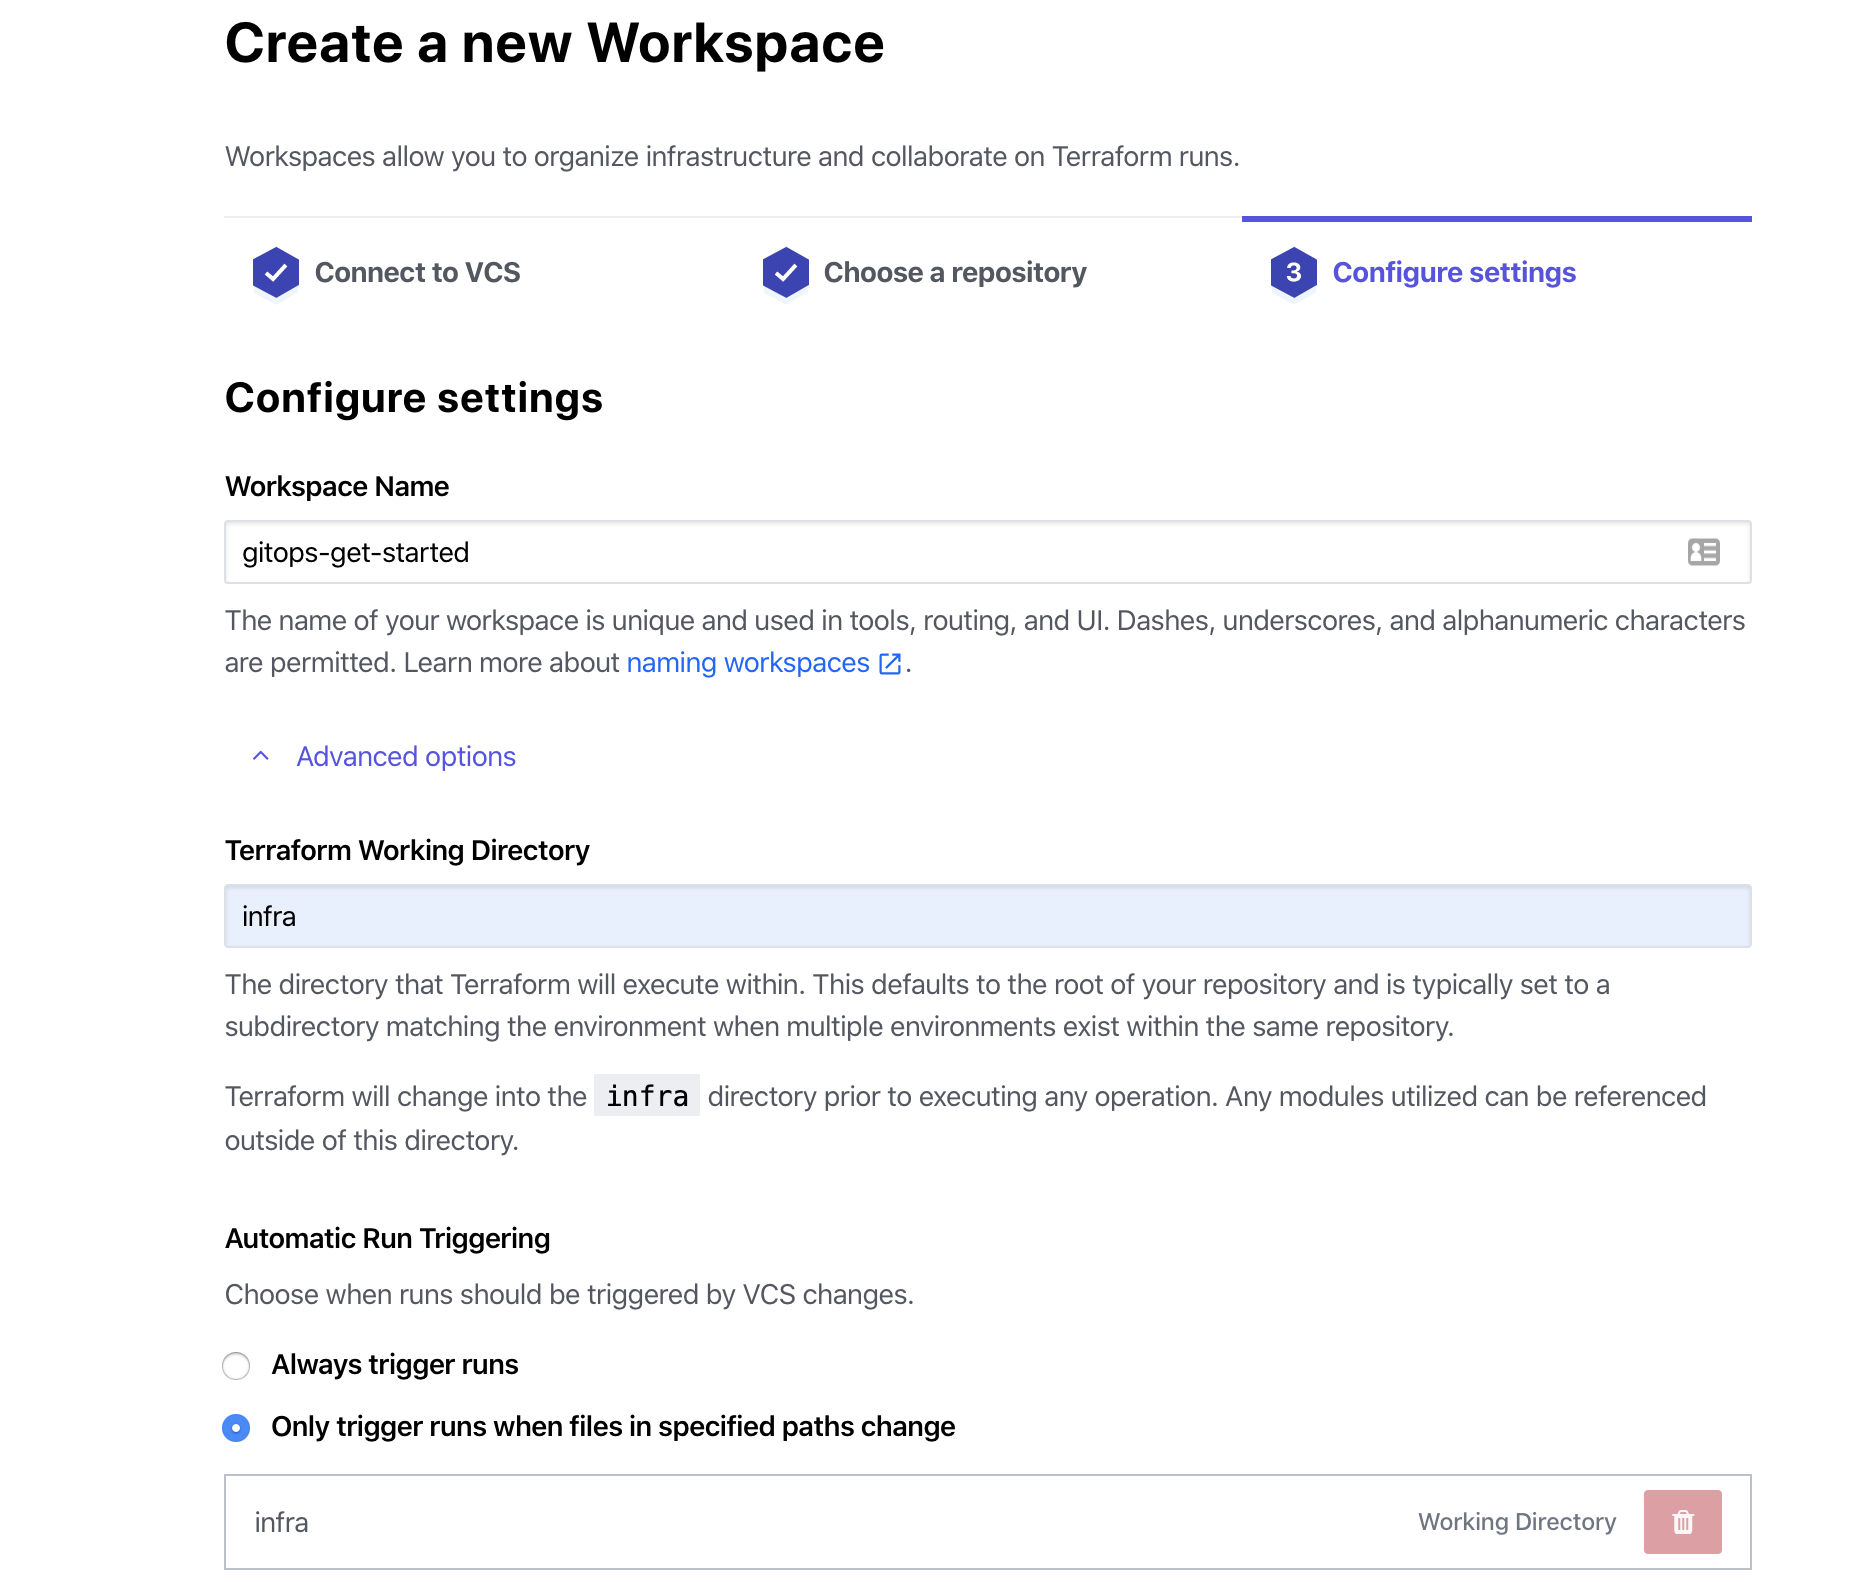 Create a new Workspace
Workspaces allow you to organize infrastructure and collaborate on Terraform runs.
Connect to VCS
Choose a repository
3 Configure settings
Configure settings
Workspace Name
gitops-get-started
The name of your workspace is unique and used in tools, routing, and UI. Dashes, underscores, and alphanumeric characters
are permitted. Learn more about naming workspaces.
Advanced options
Terraform Working Directory
infra
The directory that Terraform will execute within. This defaults to the root of your repository and is typically set to a
subdirectory matching the environment when multiple environments exist within the same repository.
Terraform will change into the infra directory prior to executing any operation. Any modules utilized can be referenced
outside of this directory.
Automatic Run Triggering
Choose when runs should be triggered by VCS changes.
Always trigger runs
Only trigger runs when files in specified paths change
infra
Working Directory